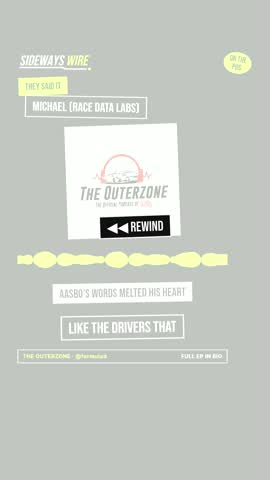 SIDEWAYS WIRE
ON THE POD
THEY SAID IT
MICHAEL (RACE DATA LABS)
THE OUTERZONE
REWIND
AASBO'S WORDS MELTED HIS HEART
LIKE THE DRIVERS THAT
THE OUTERZONE · @formulad
FULL EP IN BIO